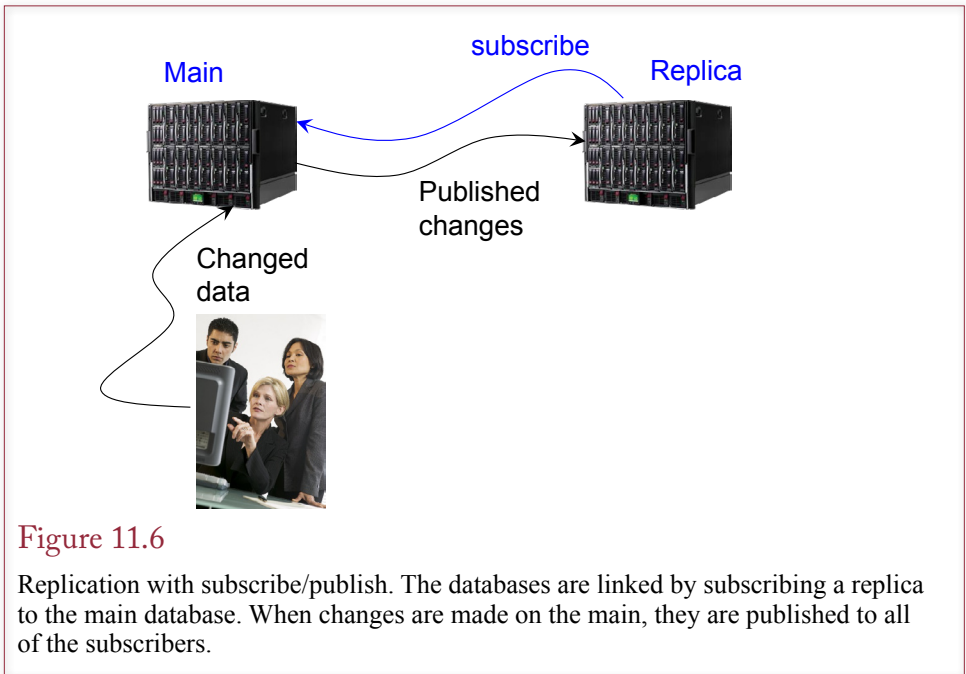 subscribe
Main
Replica
Published
changes
Changed
data
Figure 11.6
Replication with subscribe/publish. The databases are linked by subscribing a replica
to the main database. When changes are made on the main, they are published to all
of the subscribers.